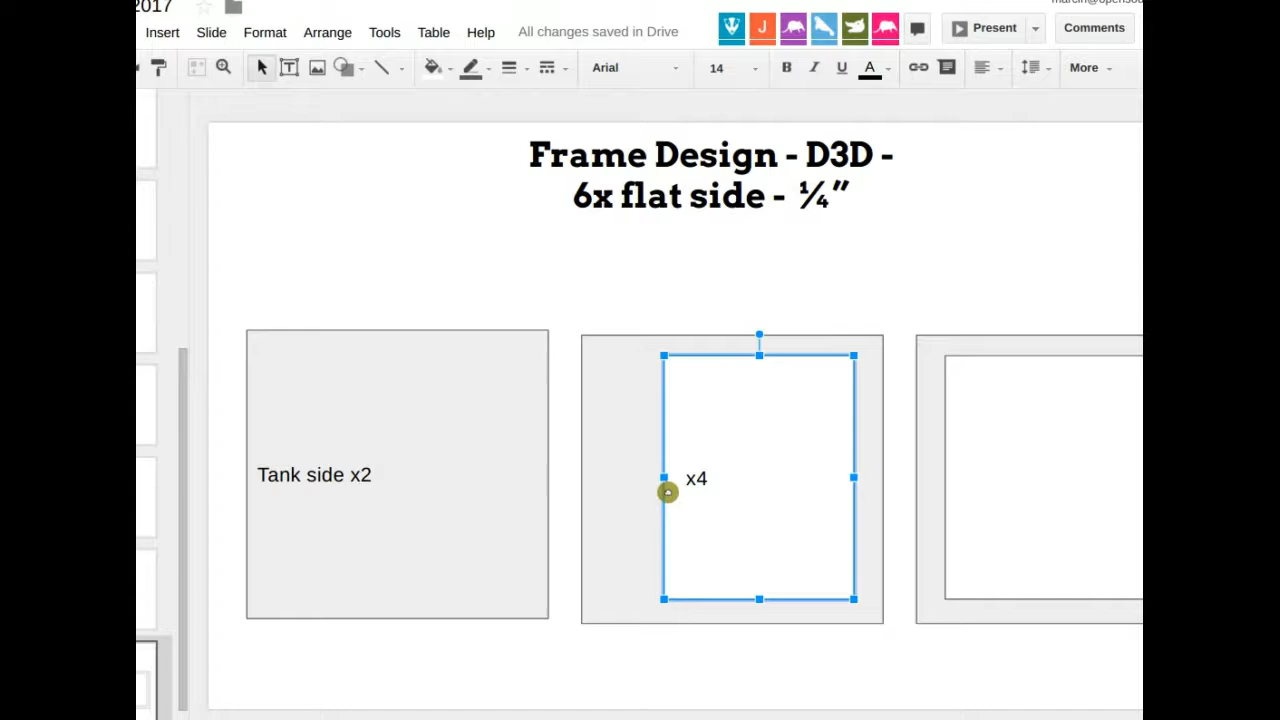 2017
Insert Slide Format Arrange Tools Table Help All changes saved in Drive
J
Present
Comments
Arial
14
B I U A
More
Frame Design - D3D -
6x flat side - ¼”
Tank side x2
x4